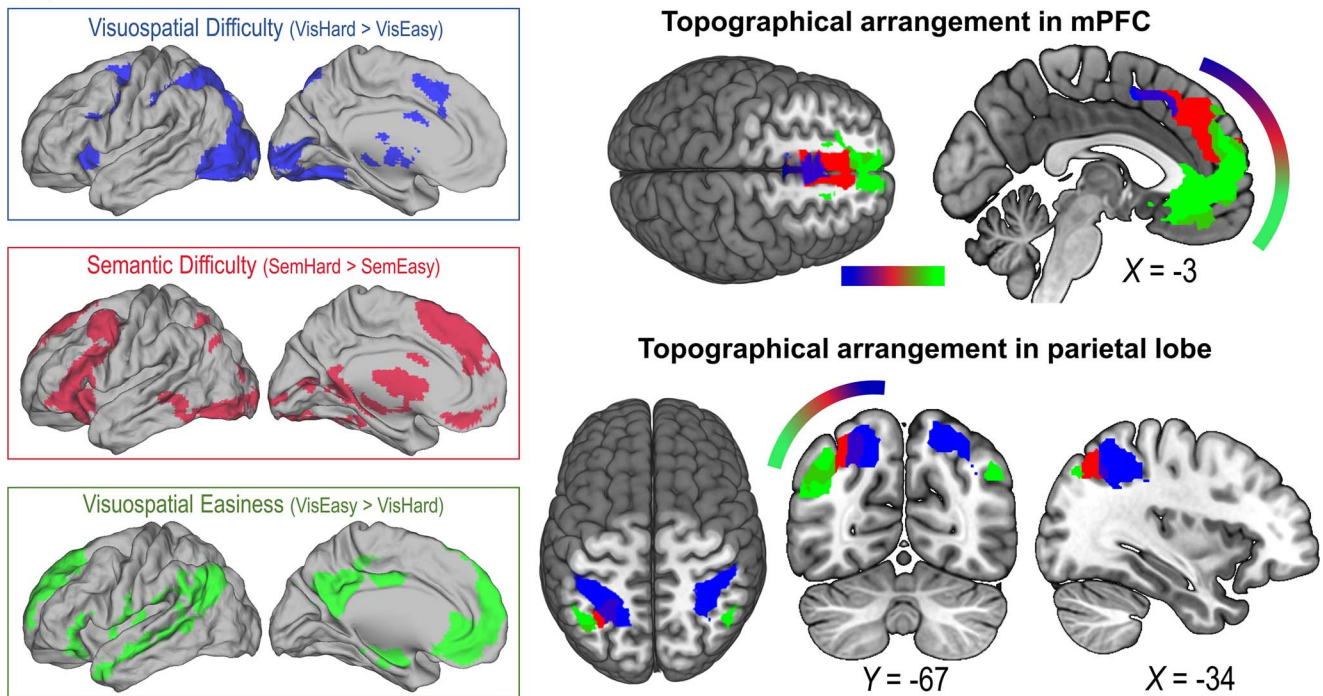 Visuospatial Difficulty (VisHard > VisEasy)
Semantic Difficulty (SemHard > SemEasy)
Visuospatial Easiness (VisEasy > VisHard)
Topographical arrangement in mPFC
X = -3
Topographical arrangement in parietal lobe
Y = -67
X = -34